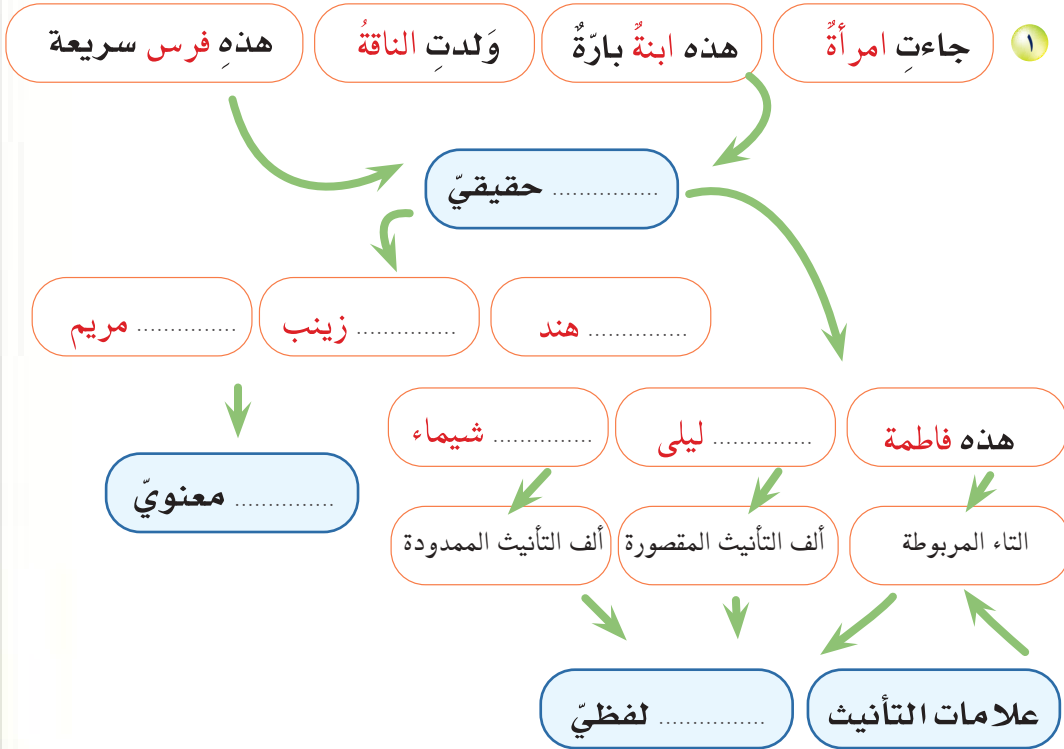 ١
جاءتِ امرأةٌ
هذه ابنةٌ بارّةٌ
وَلدتِ الناقةُ
هذهِ فرس سريعة
............... حقيقيّ
.............. هند
.............. زينب
.............. مريم
هذه فاطمة
.............. ليلى
.............. شيماء
.............. معنويّ
التاء المربوطة
ألف التأنيث المقصورة
ألف التأنيث الممدودة
علامات التأنيث
............... لفظيّ